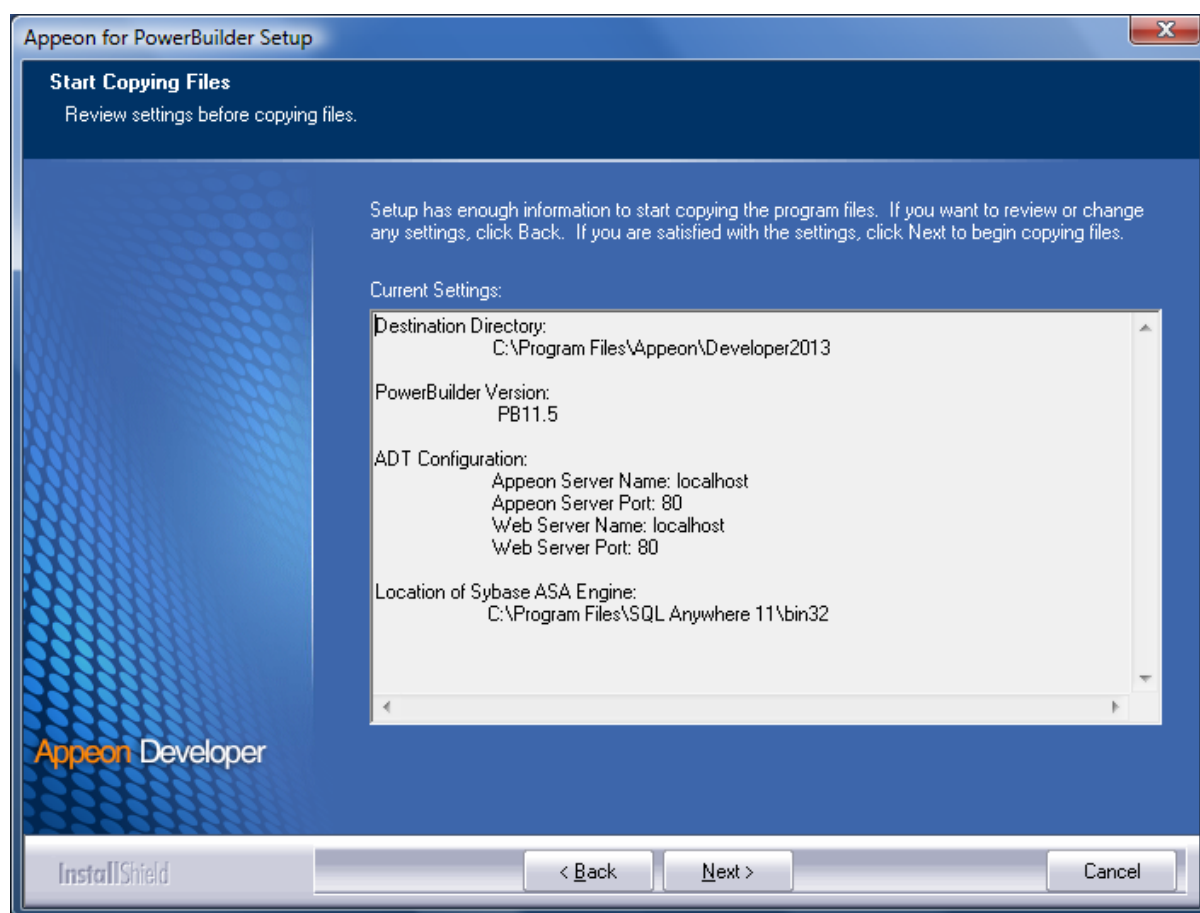 Appeon for PowerBuilder Setup
Start Copying Files
Review settings before copying files.
Setup has enough information to start copying the program files.  If you want to review or change
any settings, click Back.  If you are satisfied with the settings, click Next to begin copying files.
Current Settings:
Destination Directory:
C:\Program Files\Appeon\Developer2013
PowerBuilder Version:
PB11.5
ADT Configuration:
Appeon Server Name: localhost
Appeon Server Port: 80
Web Server Name: localhost
Web Server Port: 80
Location of Sybase ASA Engine:
C:\Program Files\SQL Anywhere 11\bin32
Appeon Developer
InstallShield
< Back
Next >
Cancel